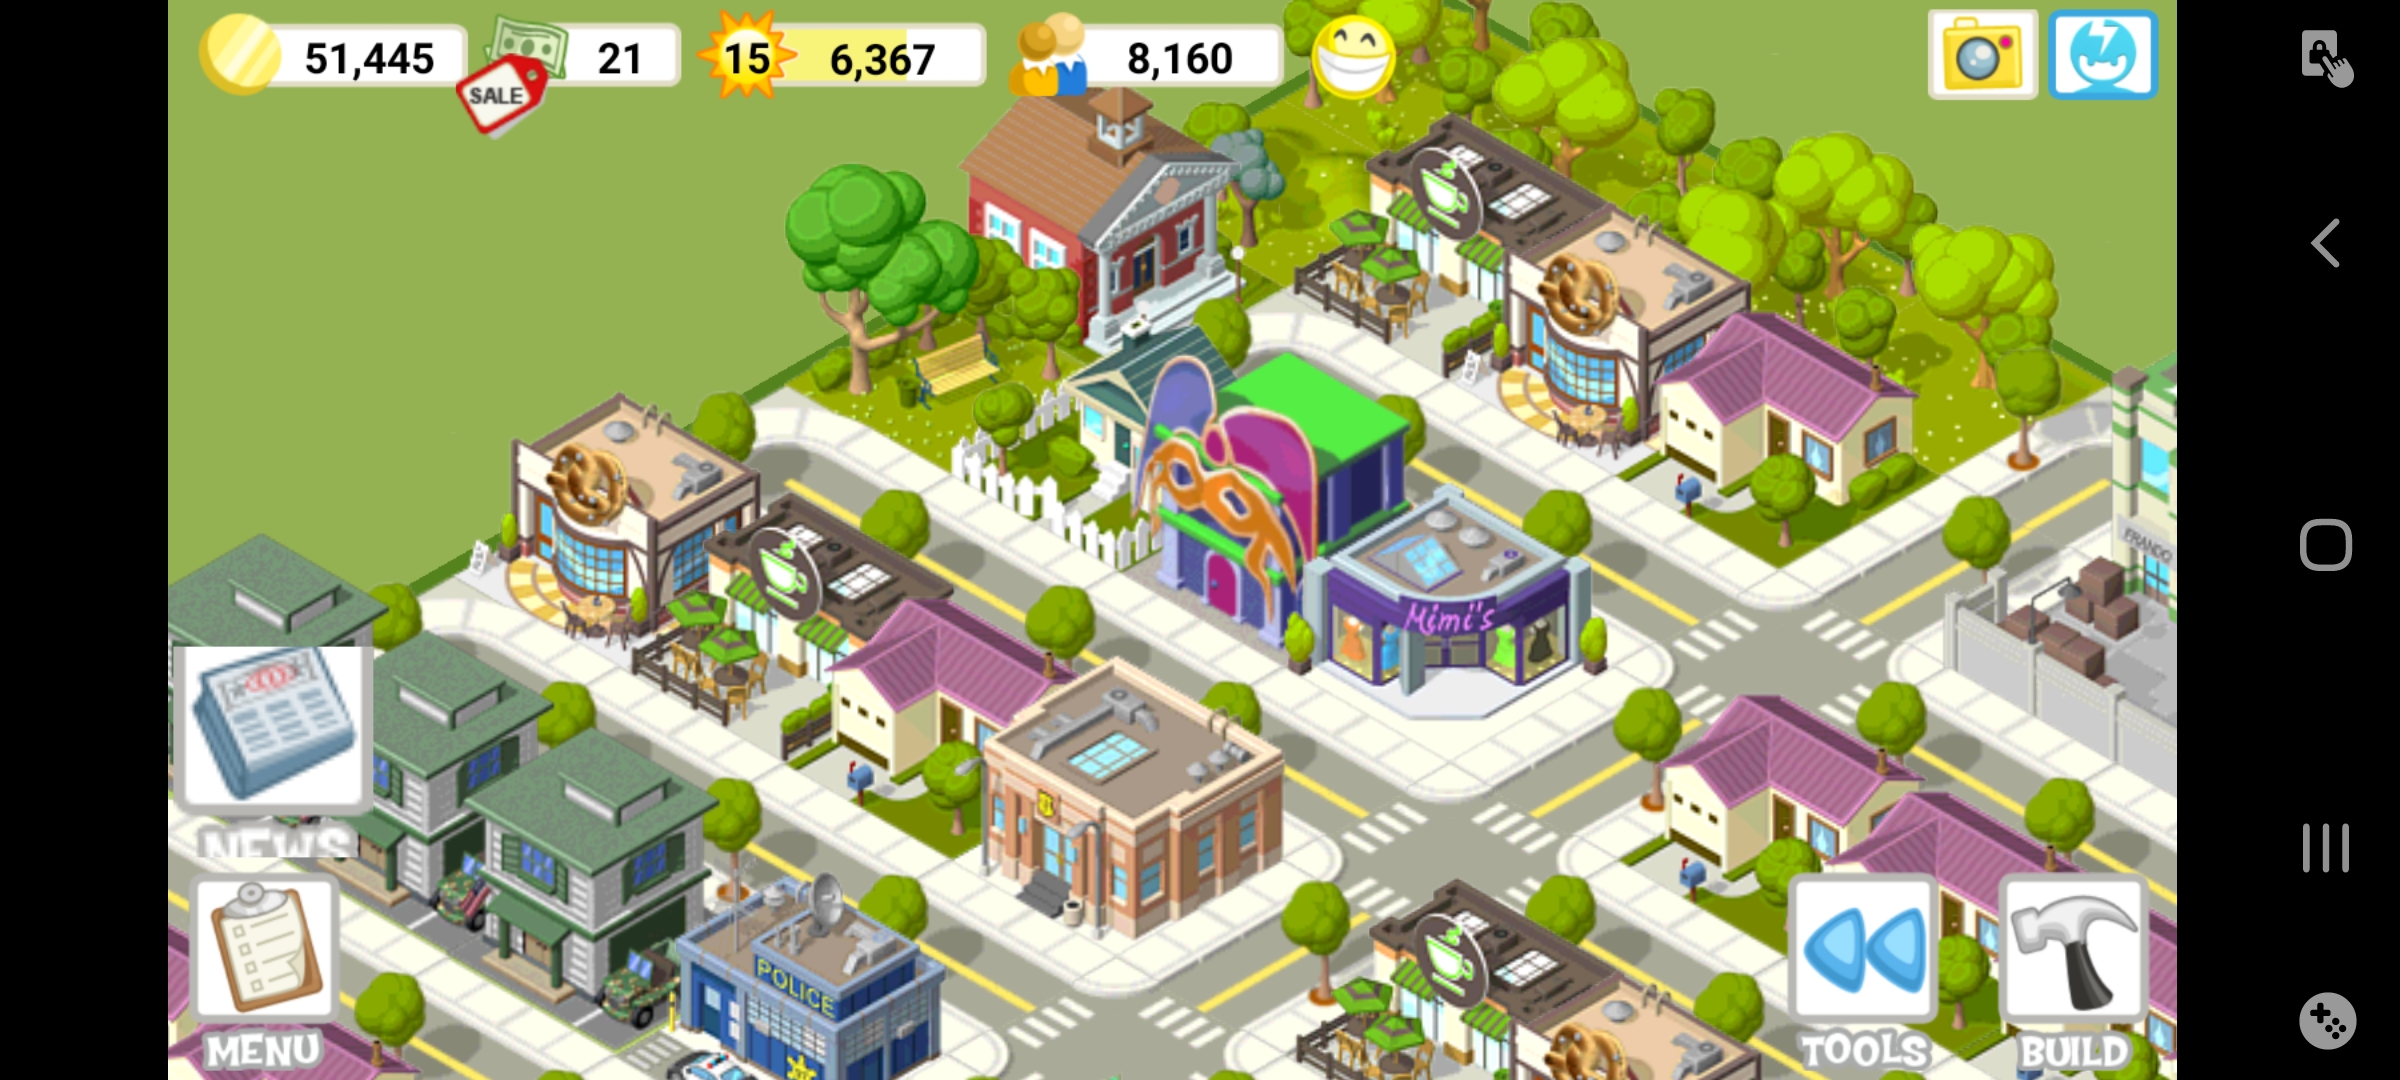 51,445
21
15
6,367
8,160
SALE
Mimi's
NEWS
POLICE
MENU
TOOLS
BUILD